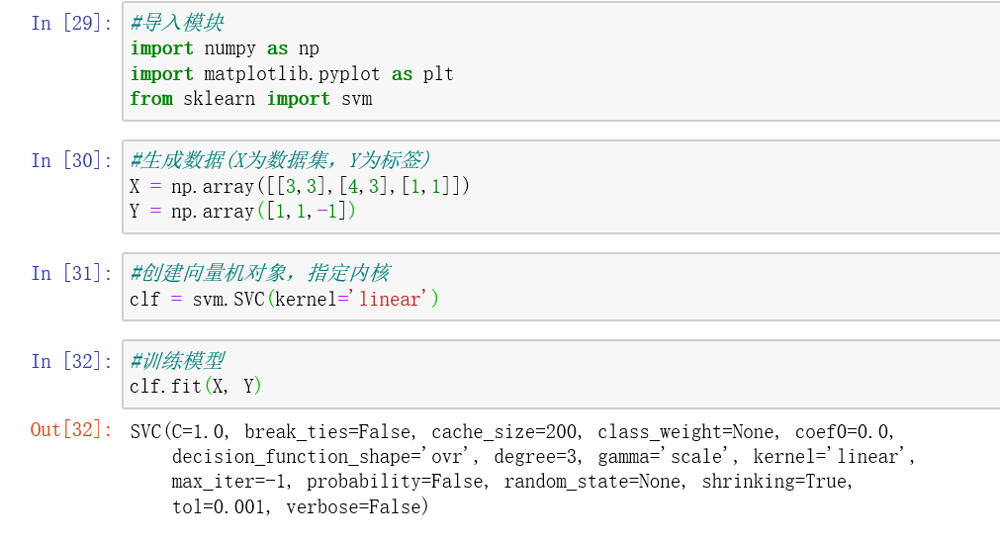 In [29]: #导入模块
import numpy as np
import matplotlib.pyplot as plt
from sklearn import svm
In [30]: #生成数据(X为数据集，Y为标签)
X = np.array([[3,3],[4,3],[1,1]])
Y = np.array([1,1,-1])
In [31]: #创建向量机对象，指定内核
clf = svm.SVC(kernel='linear')
In [32]: #训练模型
clf.fit(X, Y)
Out[32]: SVC(C=1.0, break_ties=False, cache_size=200, class_weight=None, coef0=0.0,
decision_function_shape='ovr', degree=3, gamma='scale', kernel='linear',
max_iter=-1, probability=False, random_state=None, shrinking=True,
tol=0.001, verbose=False)